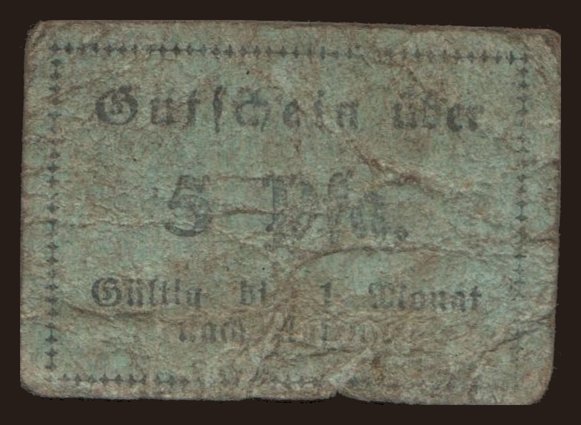 Gutschein über
5 Pfg.
Gültig bis 1 Monat
nach